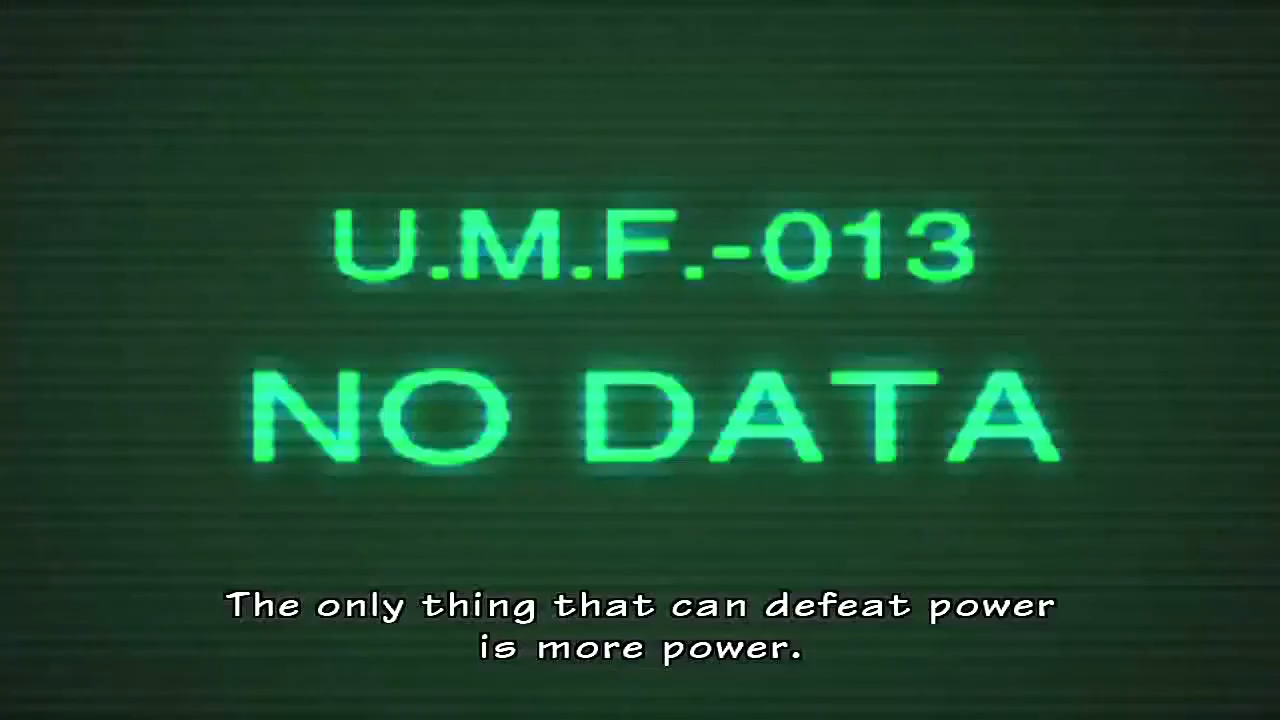 U.M.F.-013
NO DATA
The only thing that can defeat power
is more power.